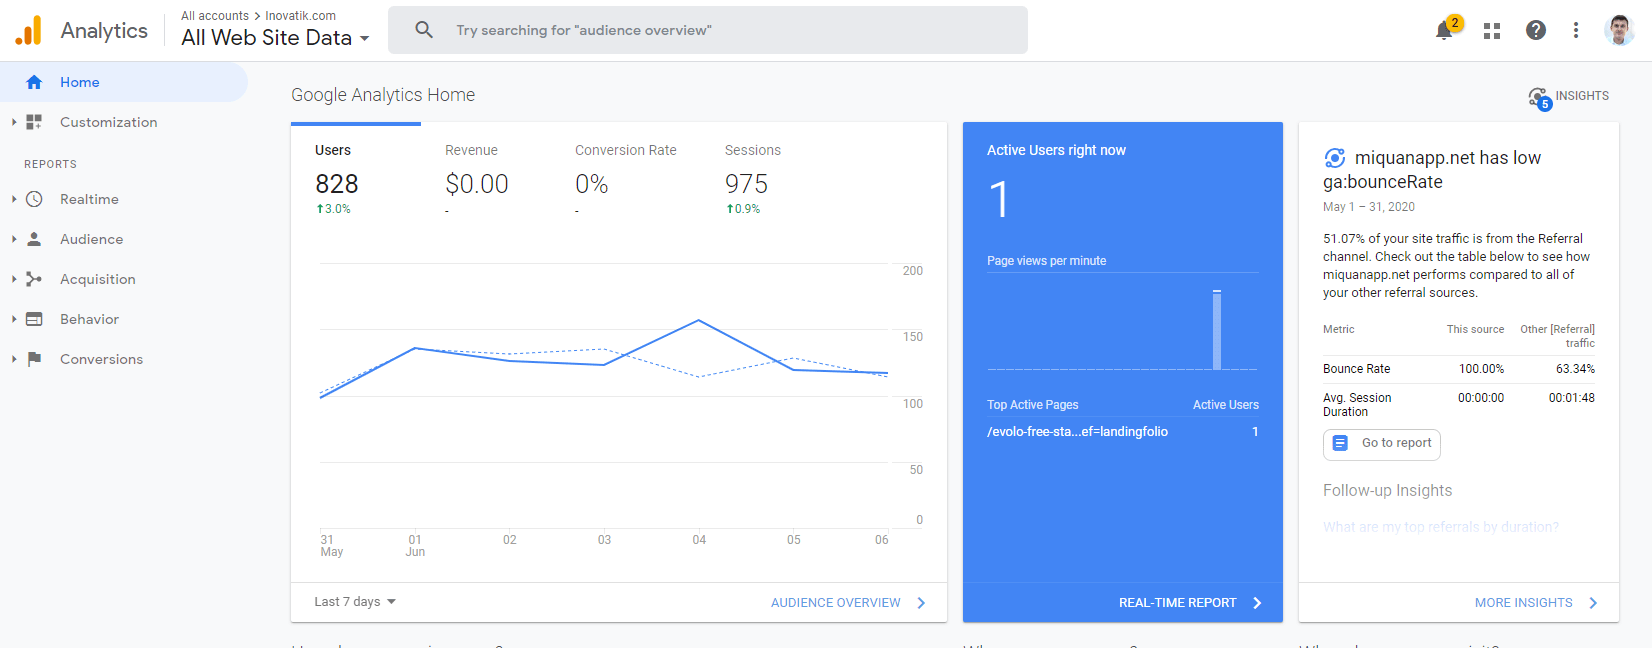 Analytics
All accounts > Inovatik.com
All Web Site Data
Try searching for "audience overview"
2
Home
Customization
REPORTS
Realtime
Audience
Acquisition
Behavior
Conversions
Google Analytics Home
5 INSIGHTS
Users
828
3.0%
Revenue
$0.00
-
Conversion Rate
0%
-
Sessions
975
0.9%
200
150
100
50
0
31 May
01 Jun
02
03
04
05
06
Last 7 days
AUDIENCE OVERVIEW
Active Users right now
1
Page views per minute
Top Active Pages Active Users
/evolo-free-sta...ef=landingfolio 1
REAL-TIME REPORT
miquanapp.net has low
ga:bounceRate
May 1 – 31, 2020
51.07% of your site traffic is from the Referral
channel. Check out the table below to see how
miquanapp.net performs compared to all of
your other referral sources.
Metric This source Other [Referral] traffic
Bounce Rate 100.00% 63.34%
Avg. Session Duration 00:00:00 00:01:48
Go to report
Follow-up Insights
What are my top referrals by duration?
MORE INSIGHTS